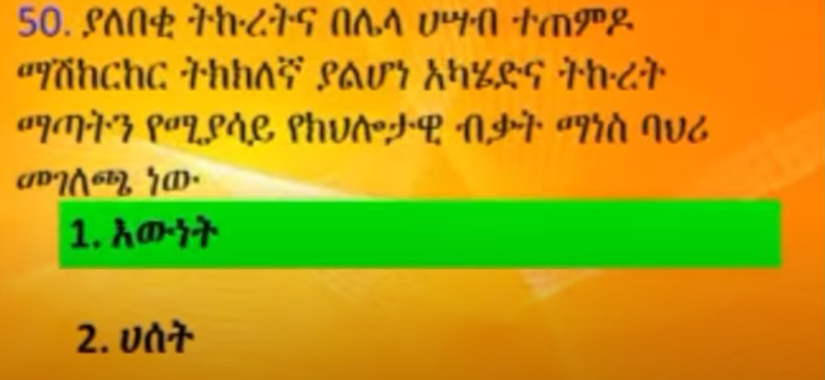 50. ያለበቂ ትኩረትና በሌላ ሀሣብ ተጠምዶ
ማሽከርከር ትክክለኛ ያልሆነ አካሄድና ትኩረት
ማጣትን የሚያሳይ የክህሎታዊ ብቃት ማነስ ባህሪ
መገለጫ ነው
1. እውነት
2. ሀሰት